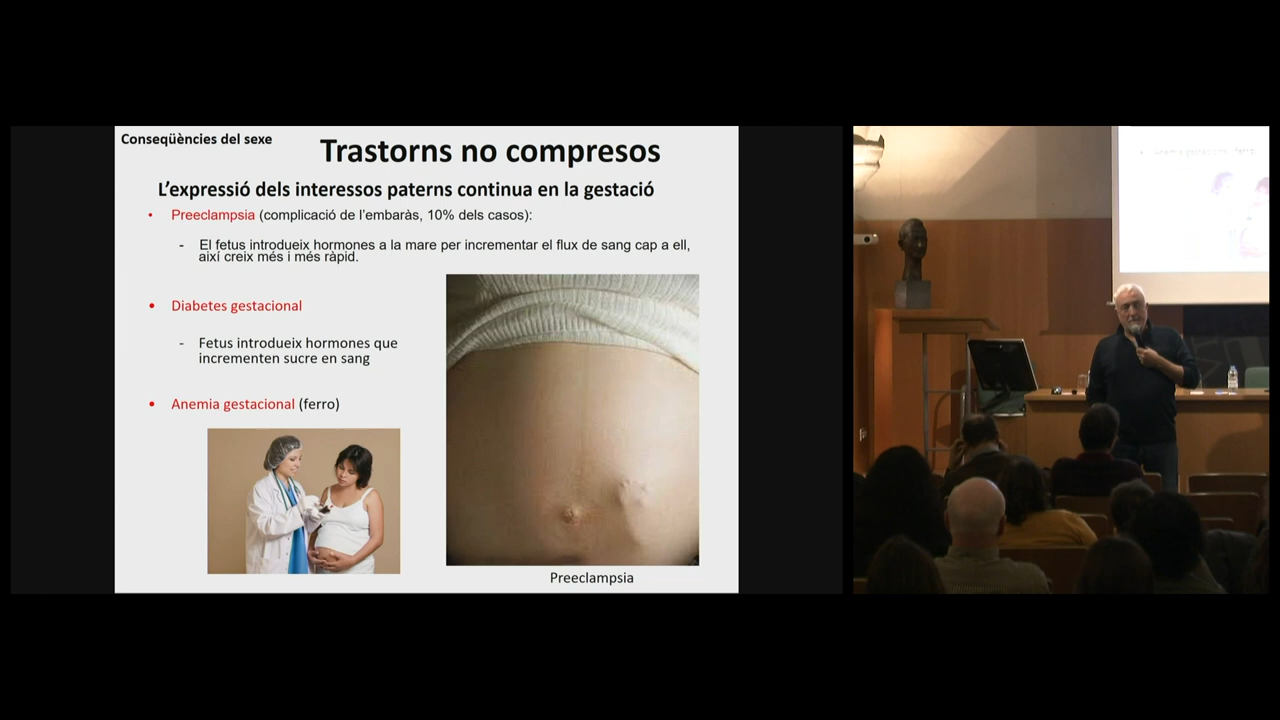 Conseqüències del sexe
Trastorns no compresos
L’expressió dels interessos paterns continua en la gestació
• Preeclampsia (complicació de l’embaràs, 10% dels casos):
- El fetus introdueix hormones a la mare per incrementar el flux de sang cap a ell,
així creix més i més ràpid.
• Diabetes gestacional
- Fetus introdueix hormones que
incrementen sucre en sang
• Anemia gestacional (ferro)
Preeclampsia